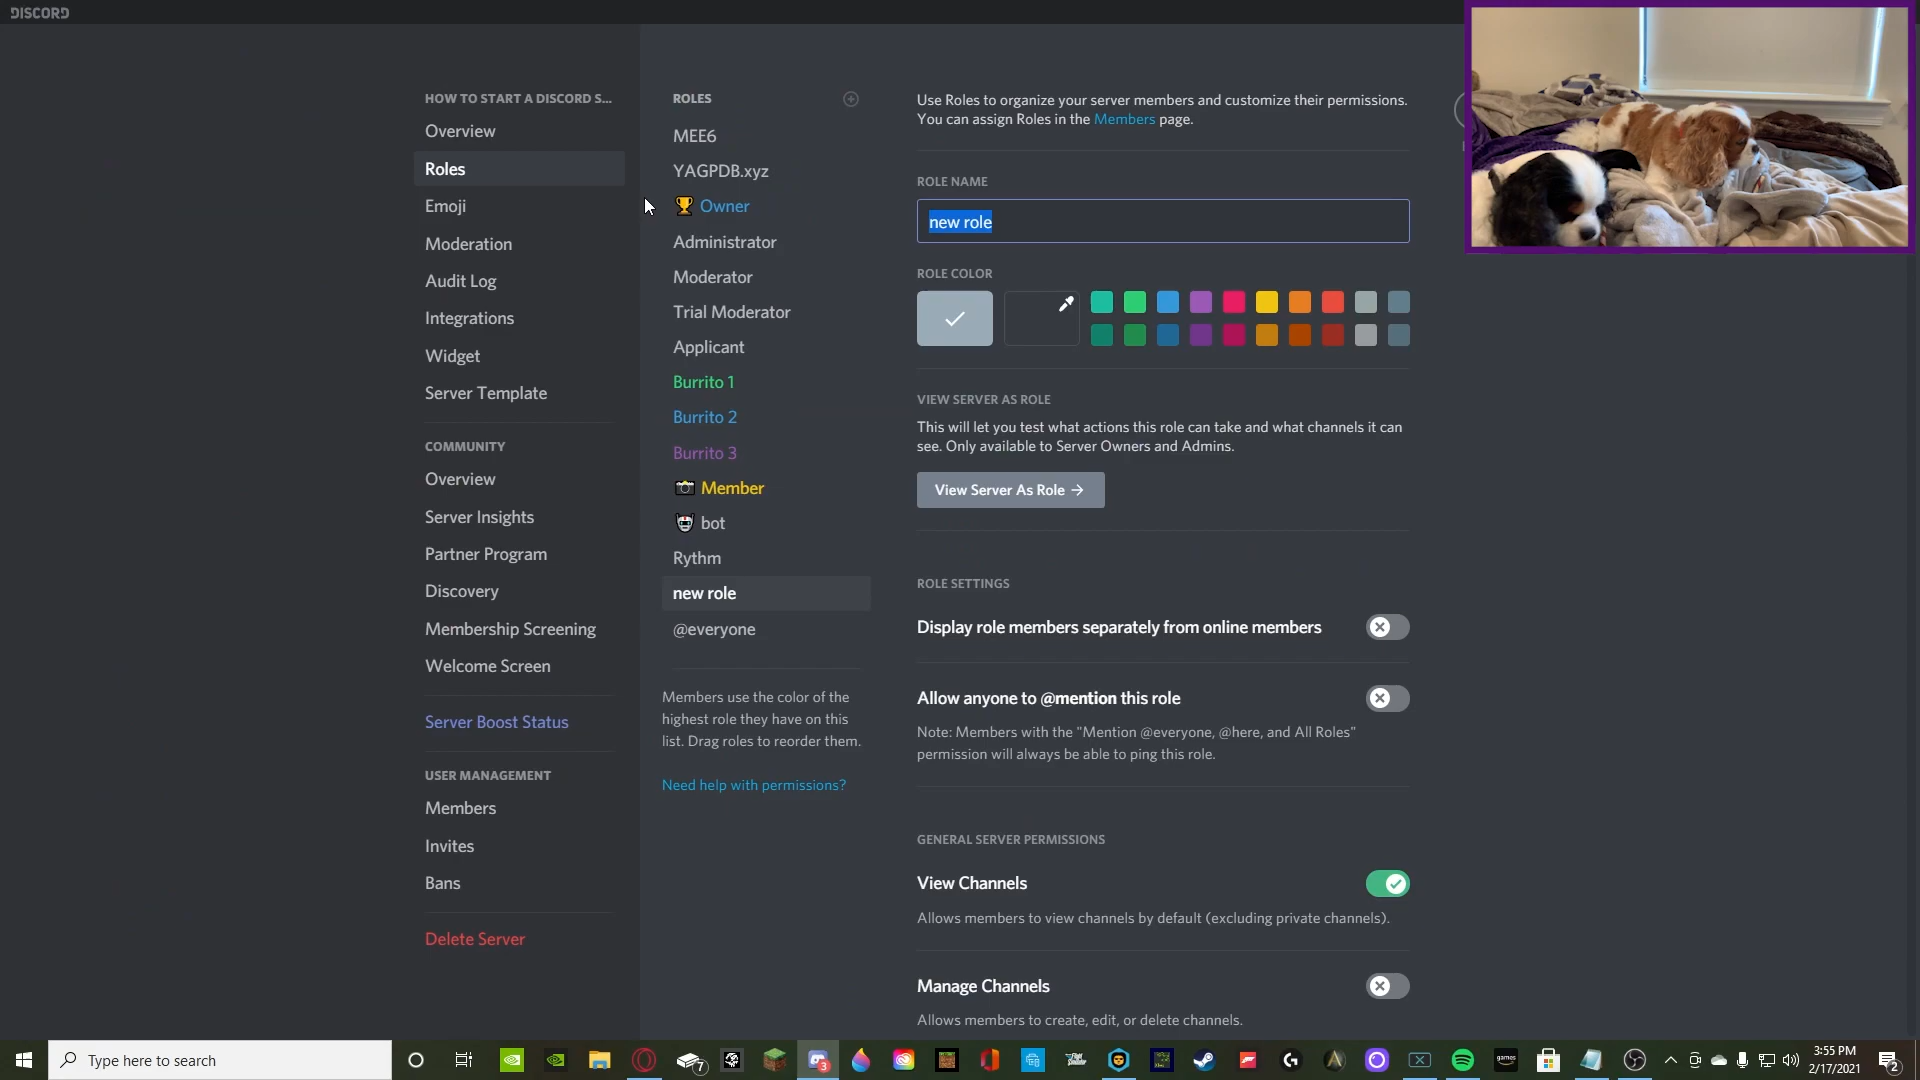 DISCORD
HOW TO START A DISCORD S...
Overview
Roles
Emoji
Moderation
Audit Log
Integrations
Widget
Server Template
COMMUNITY
Overview
Server Insights
Partner Program
Discovery
Membership Screening
Welcome Screen
Server Boost Status
USER MANAGEMENT
Members
Invites
Bans
Delete Server
ROLES
MEE6
YAGPDB.xyz
Owner
Administrator
Moderator
Trial Moderator
Applicant
Burrito 1
Burrito 2
Burrito 3
Member
bot
Rythm
new role
@everyone
Members use the color of the
highest role they have on this
list. Drag roles to reorder them.
Need help with permissions?
Use Roles to organize your server members and customize their permissions.
You can assign Roles in the Members page.
ROLE NAME
new role
ROLE COLOR
VIEW SERVER AS ROLE
This will let you test what actions this role can take and what channels it can
see. Only available to Server Owners and Admins.
View Server As Role →
ROLE SETTINGS
Display role members separately from online members
Allow anyone to @mention this role
Note: Members with the "Mention @everyone, @here, and All Roles"
permission will always be able to ping this role.
GENERAL SERVER PERMISSIONS
View Channels
Allows members to view channels by default (excluding private channels).
Manage Channels
Allows members to create, edit, or delete channels.
Type here to search
7
3
games
3:55 PM
2/17/2021
2